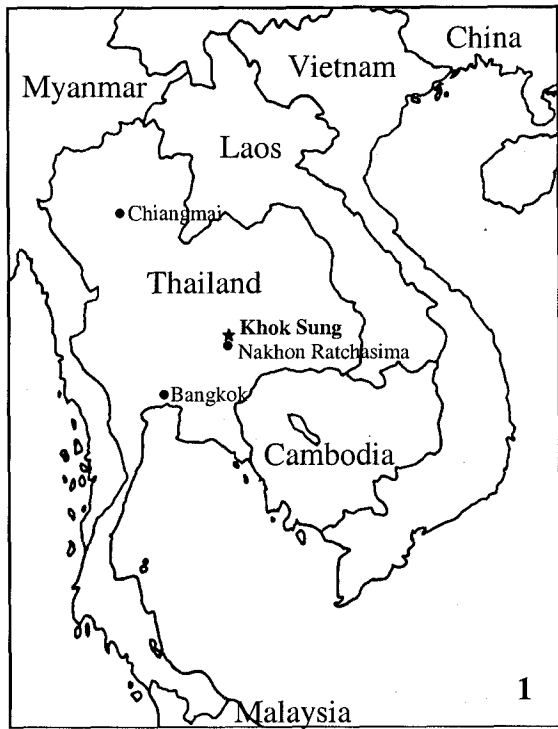 China
Vietnam
Myanmar
Laos
Chiangmai
Thailand
Khok Sung
Nakhon Ratchasima
Bangkok
Cambodia
1
Malaysia